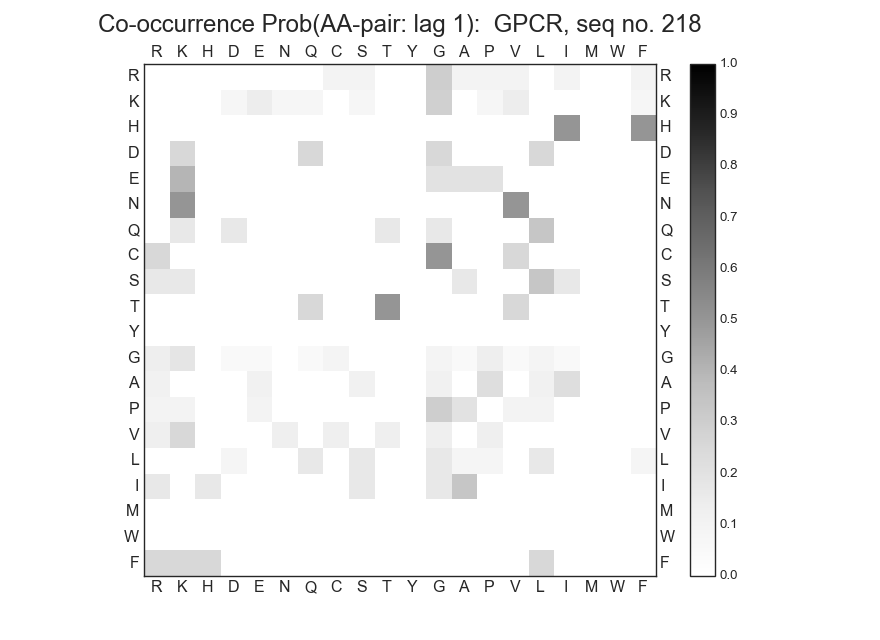 Co-occurrence Prob(AA-pair: lag 1):  GPCR, seq no. 218
R K H D E N Q C S T Y G A P V L I M W F
R R
K K
H H
D D
E E
N N
Q Q
C C
S S
T T
Y Y
G G
A A
P P
V V
L L
I I
M M
W W
F F
R K H D E N Q C S T Y G A P V L I M W F
1.0
0.9
0.8
0.7
0.6
0.5
0.4
0.3
0.2
0.1
0.0